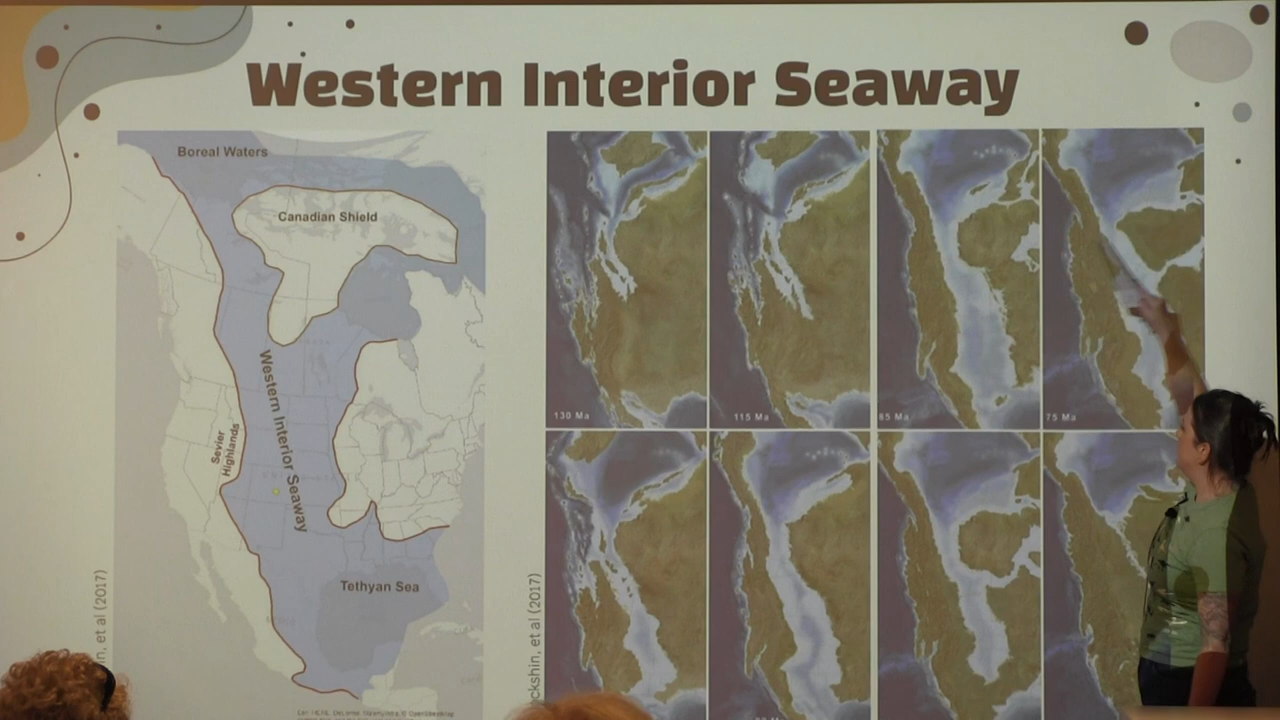 Western Interior Seaway
Boreal Waters
Canadian Shield
Sevier
Highlands
Western Interior Seaway
Tethyan Sea
et al (2017)
130 Ma
115 Ma
85 Ma
75 Ma
et al (2017)